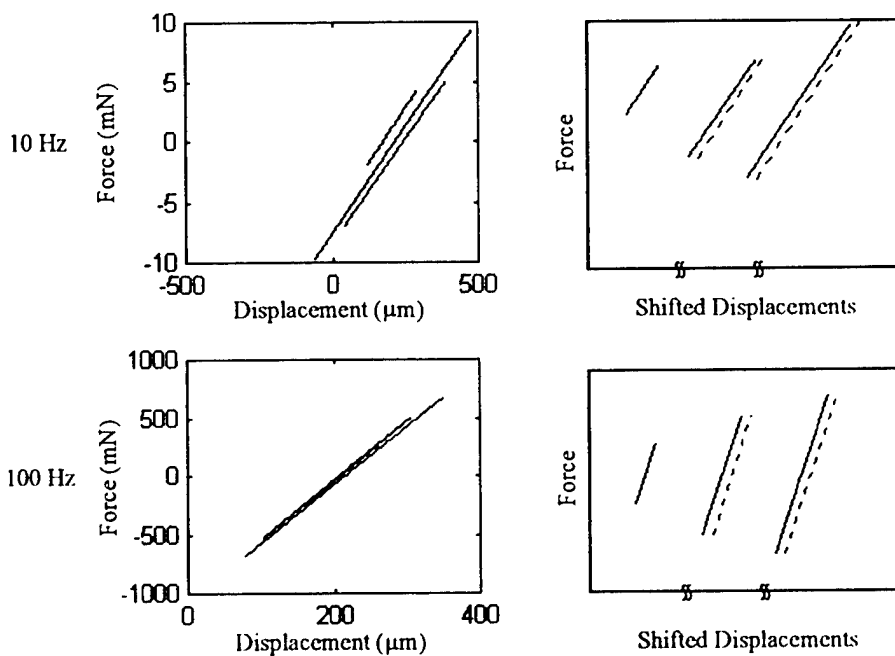 10 Hz
Force (mN)
10
5
0
-5
-10
-500
0
500
Displacement (µm)
Force
Shifted Displacements
100 Hz
Force (mN)
1000
500
0
-500
-1000
0
200
400
Displacement (µm)
Force
Shifted Displacements